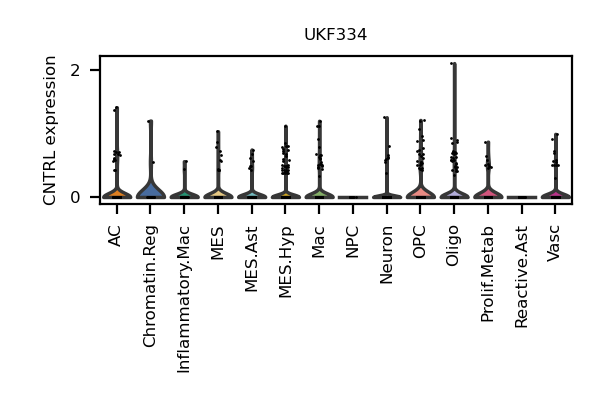 UKF334
CNTRL expression
2
0
AC
Chromatin.Reg
Inflammatory.Mac
MES
MES.Ast
MES.Hyp
Mac
NPC
Neuron
OPC
Oligo
Prolif.Metab
Reactive.Ast
Vasc